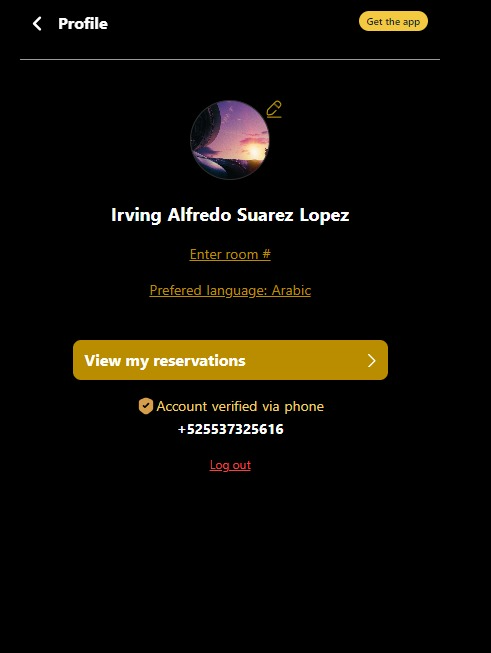 Profile
Get the app
Irving Alfredo Suarez Lopez
Enter room #
Prefered language: Arabic
View my reservations
Account verified via phone
+525537325616
Log out